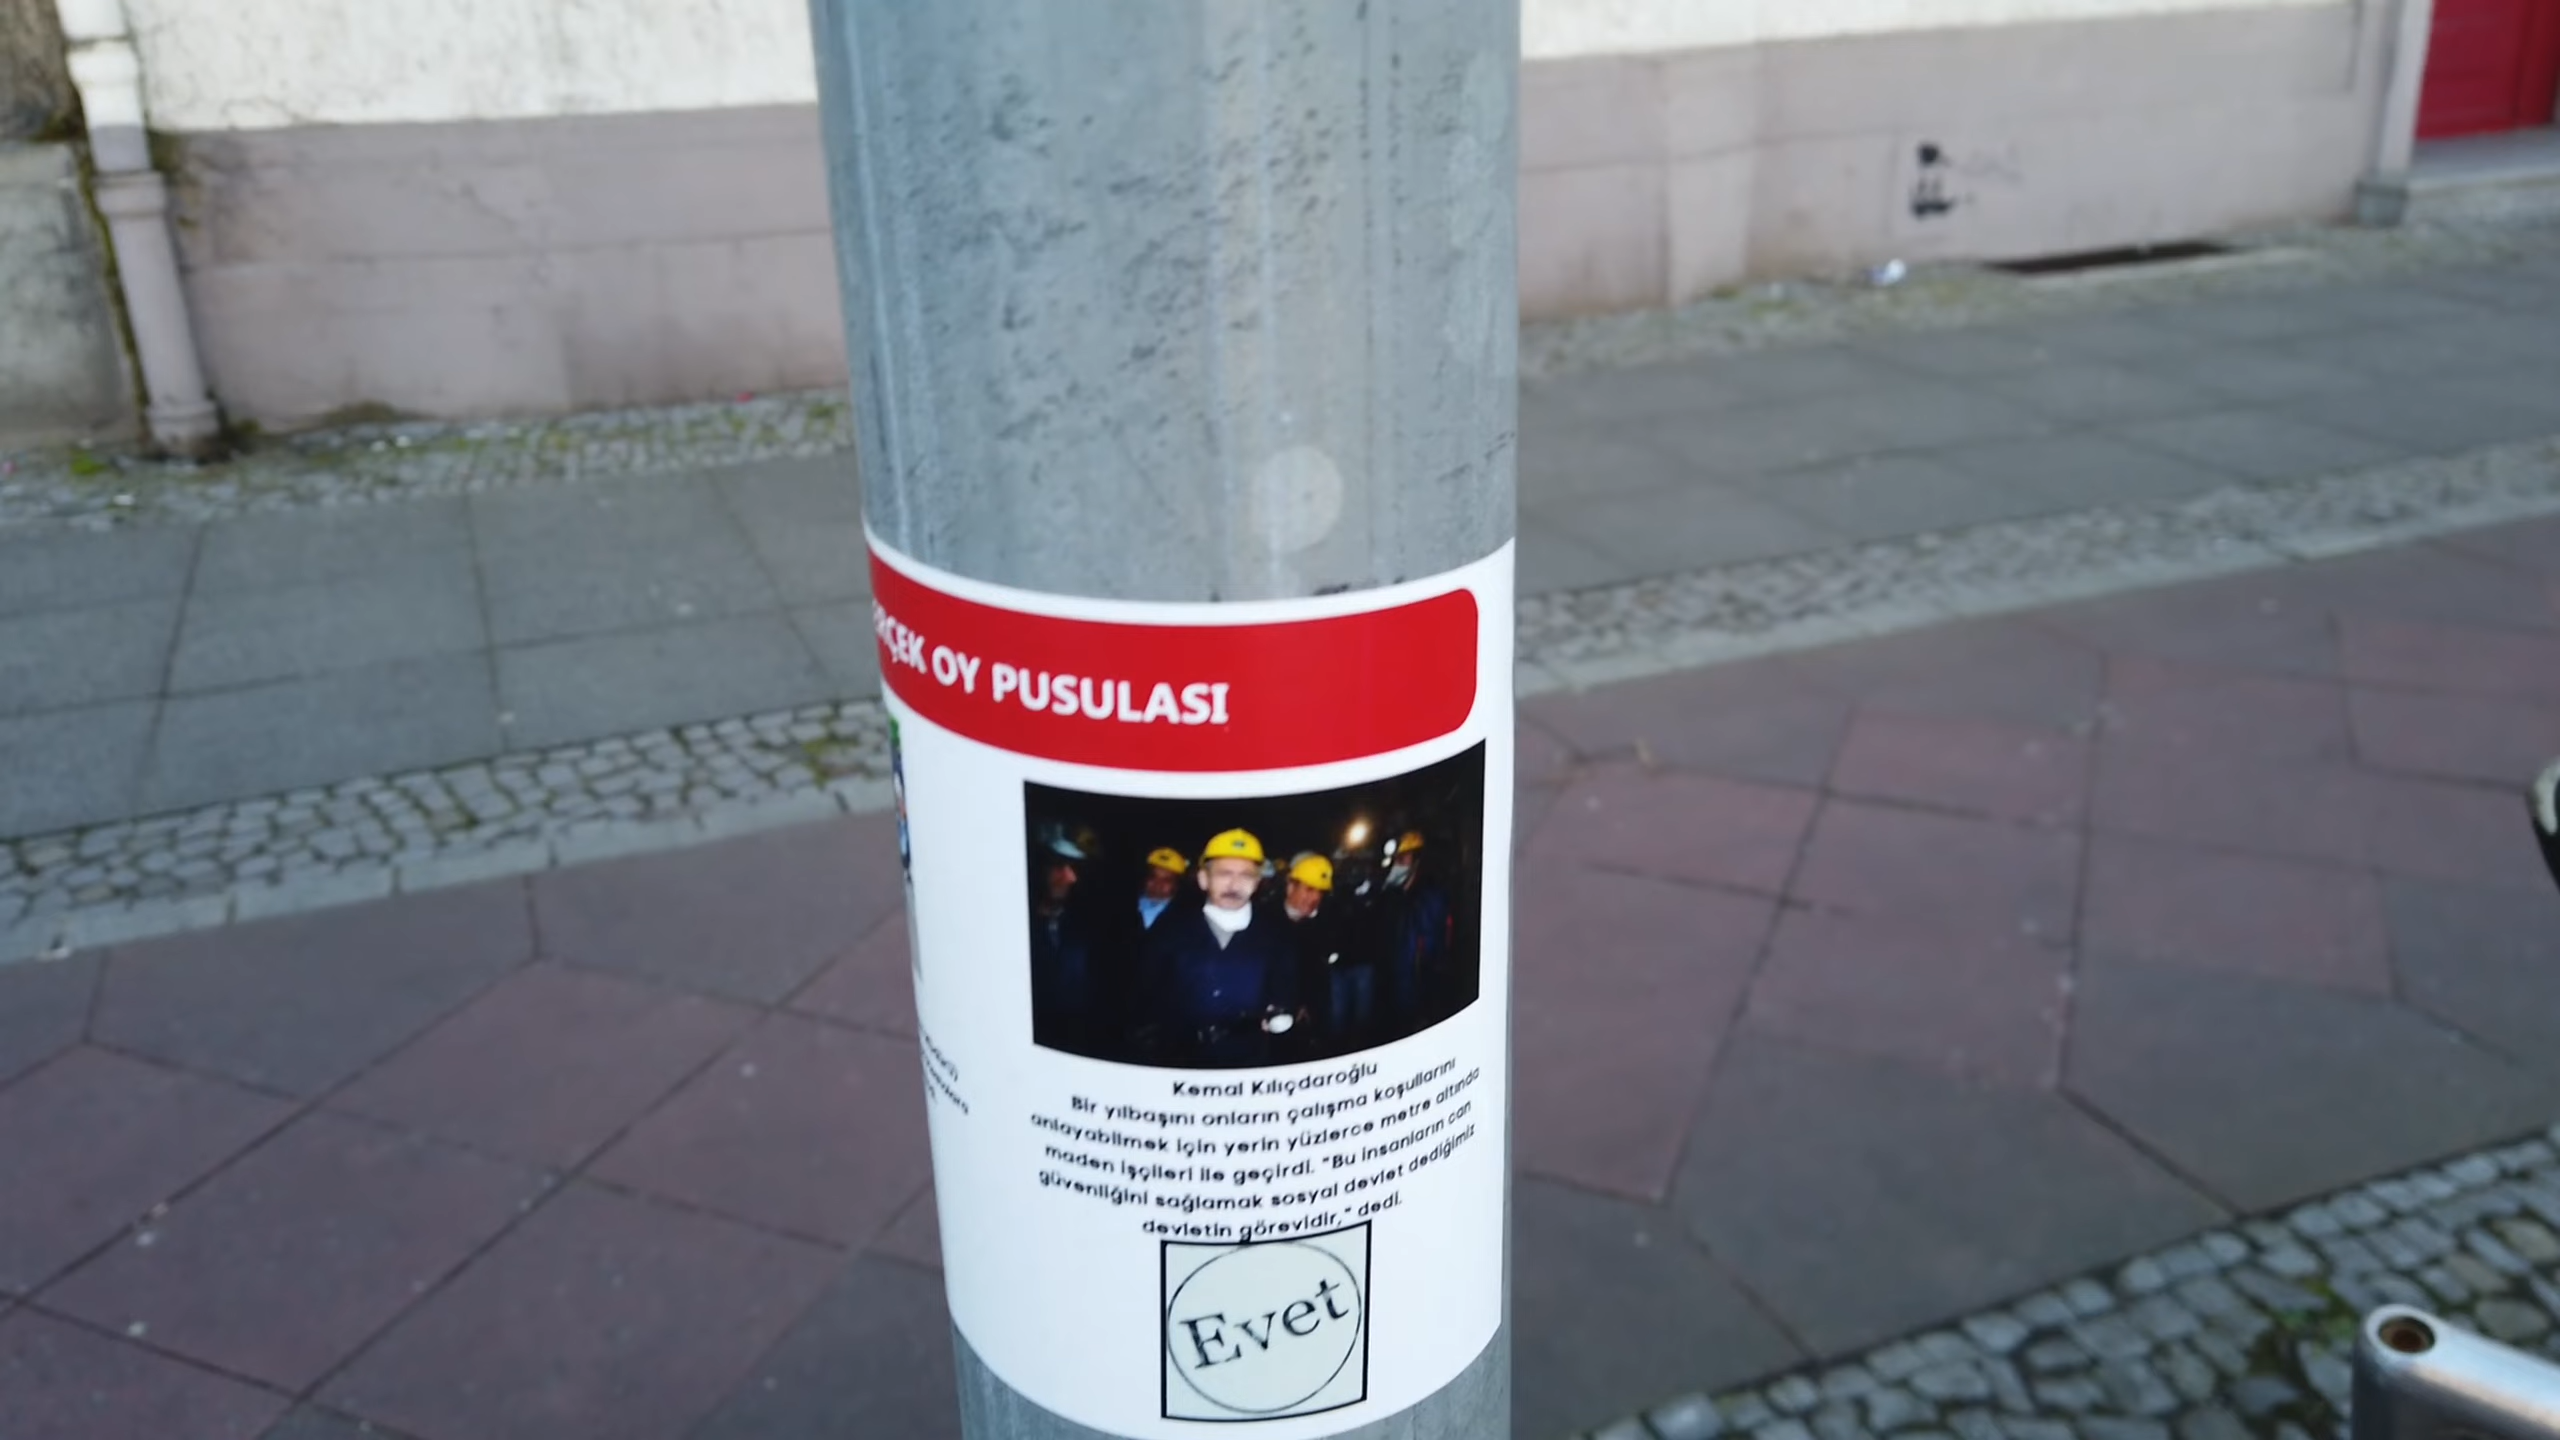 OY PUSULASI
Kemal Kılıçdaroğlu
Bir yılbaşını onların çalışma koşullarını
anlayabilmek için yerin yüzlerce metre altında
maden işçileri ile geçirdi. "Bu insanların can
güvenliğini sağlamak sosyal devlet dediğimiz
devletin görevidir," dedi.
Evet